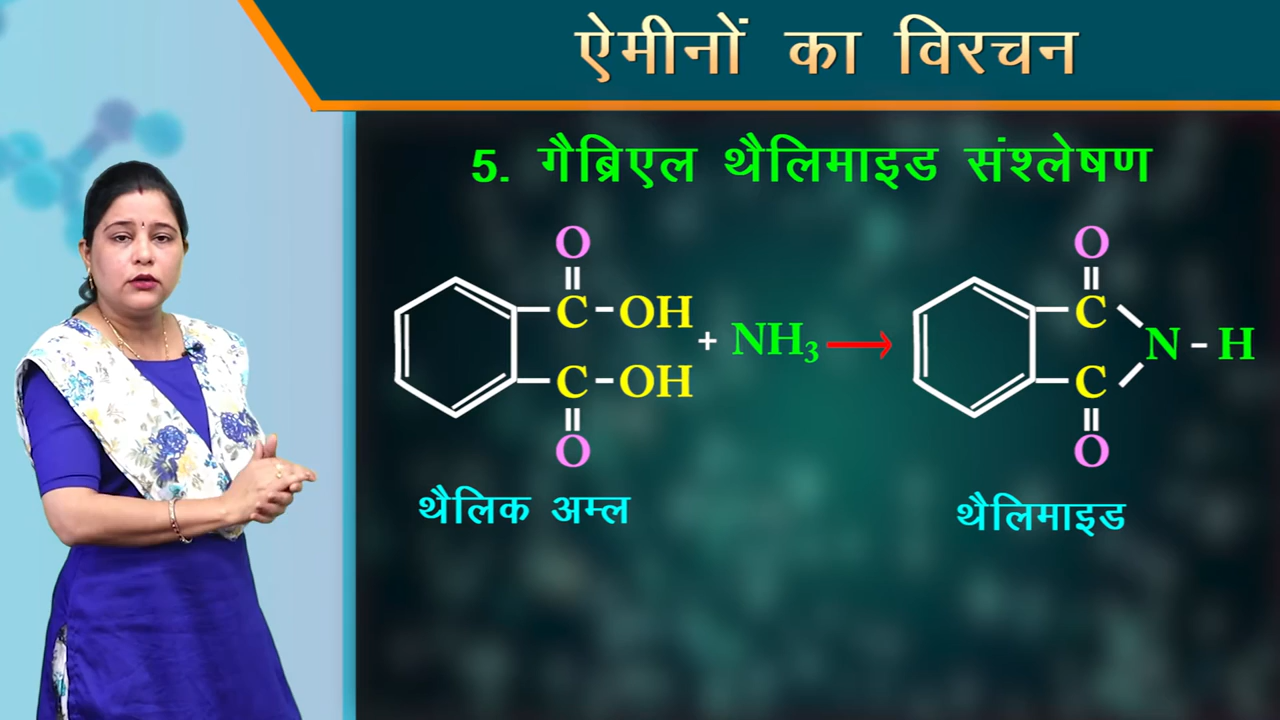 ऐमीनों का विरचन
5. गैब्रिएल थैलिमाइड संश्लेषण
O O
C-OH + NH₃ → C N-H
C-OH C
O O
थैलिक अम्ल थैलिमाइड